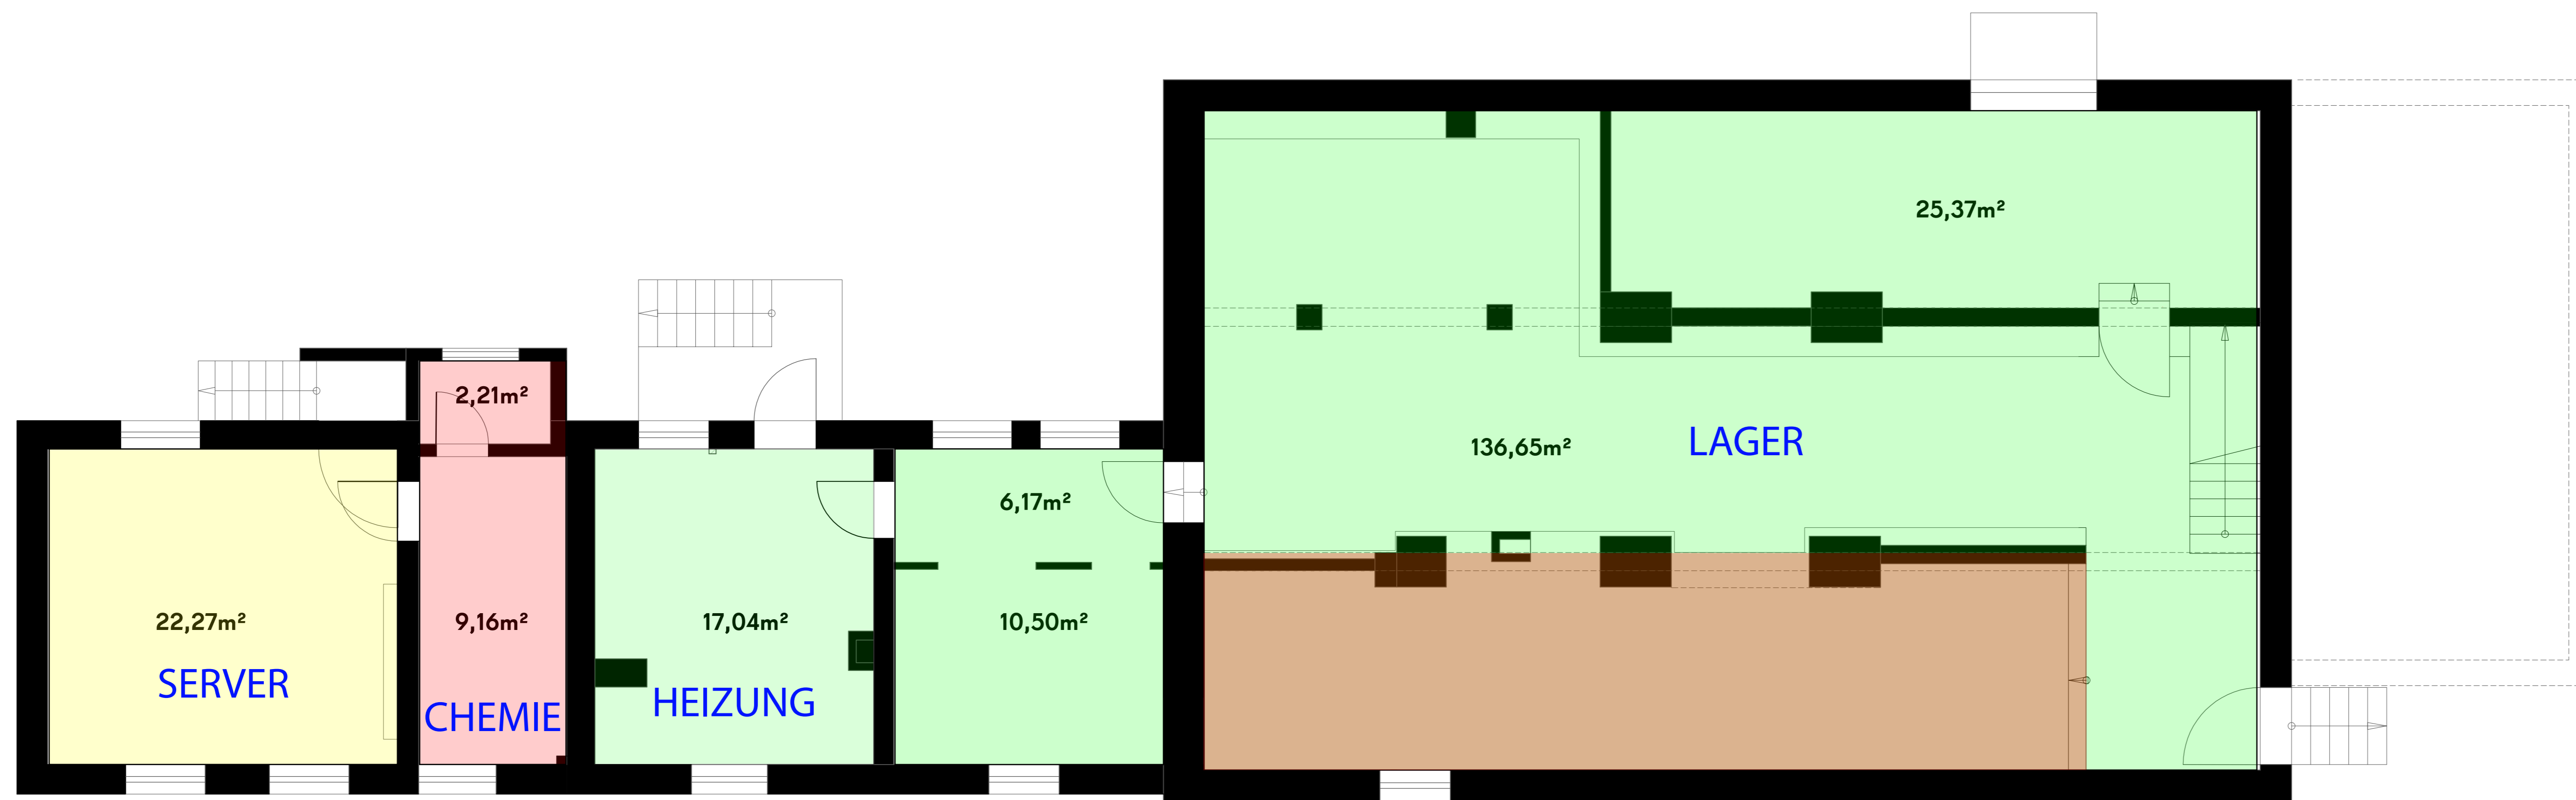 25,37m²
2,21m²
136,65m²
LAGER
6,17m²
22,27m²
9,16m²
17,04m²
10,50m²
SERVER
CHEMIE
HEIZUNG